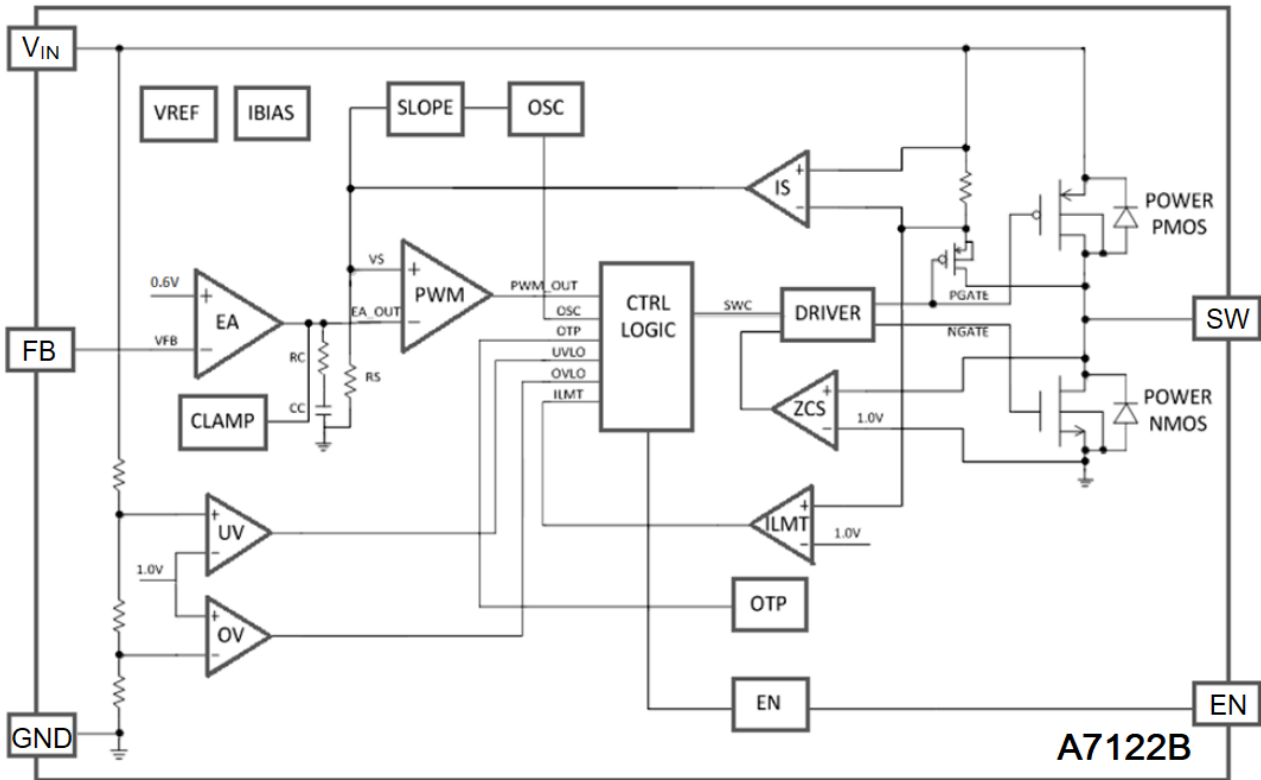 VIN
VREF
IBIAS
SLOPE
OSC
+
IS
−
POWER
PMOS
0.6V
+
EA
−
VFB
FB
VS
+
PWM
−
EA_OUT
PWM_OUT
OSC
OTP
UVLO
OVLO
ILMT
CTRL
LOGIC
SWC
DRIVER
PGATE
NGATE
SW
RC
RS
CC
CLAMP
+
ZCS
−
1.0V
POWER
NMOS
+
UV
−
1.0V
+
OV
−
+
ILMT
−
1.0V
OTP
EN
EN
GND
A7122B